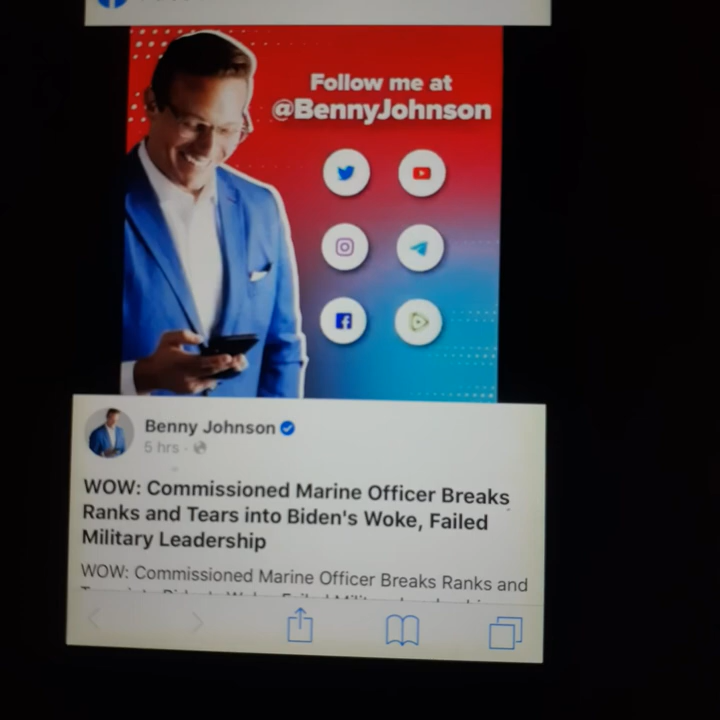 Follow me at
@BennyJohnson
Benny Johnson
5 hrs ·
WOW: Commissioned Marine Officer Breaks
Ranks and Tears into Biden's Woke, Failed
Military Leadership
WOW: Commissioned Marine Officer Breaks Ranks and